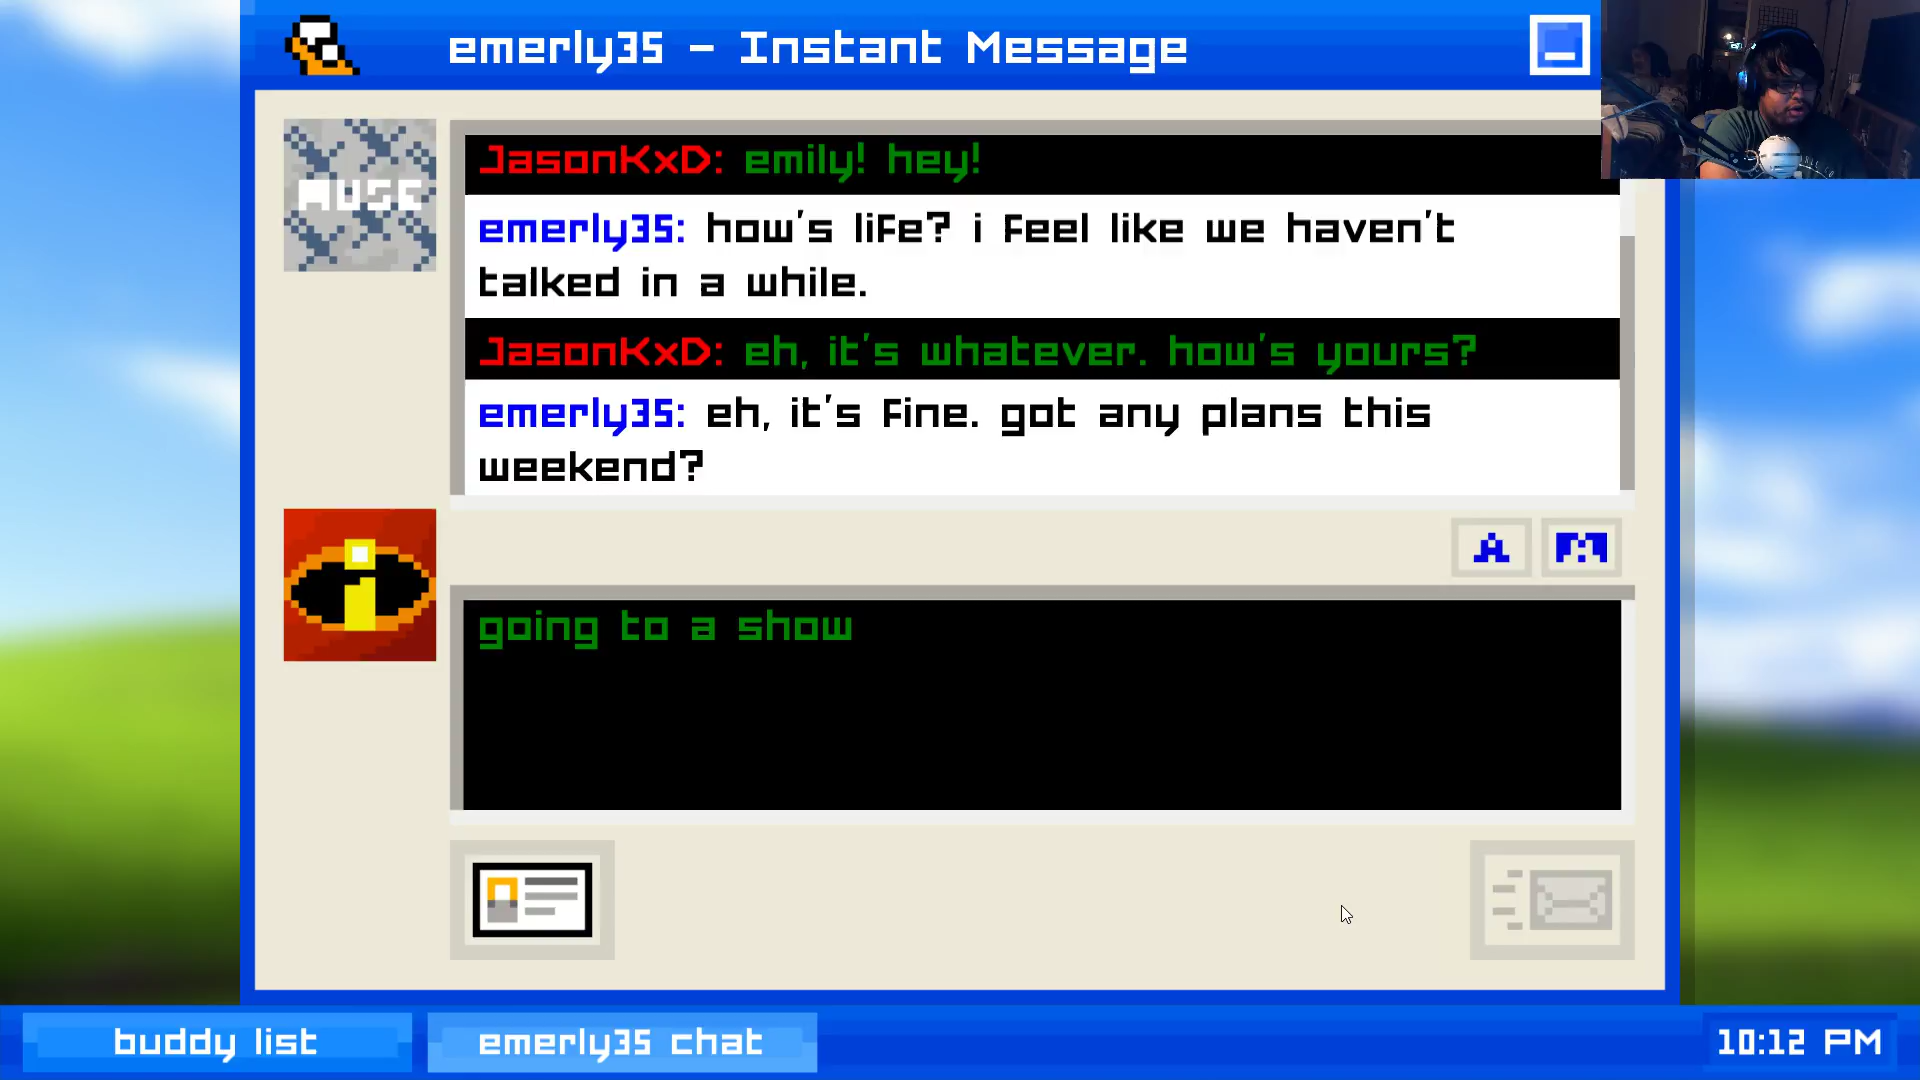 emerly35 - Instant Message
JasonKxD: emily! hey!
emerly35: how's life? i feel like we haven't
talked in a while.
JasonKxD: eh, it's whatever. how's yours?
emerly35: eh, it's fine. got any plans this
weekend?
A
going to a show
buddy list
emerly35 chat
10:12 PM